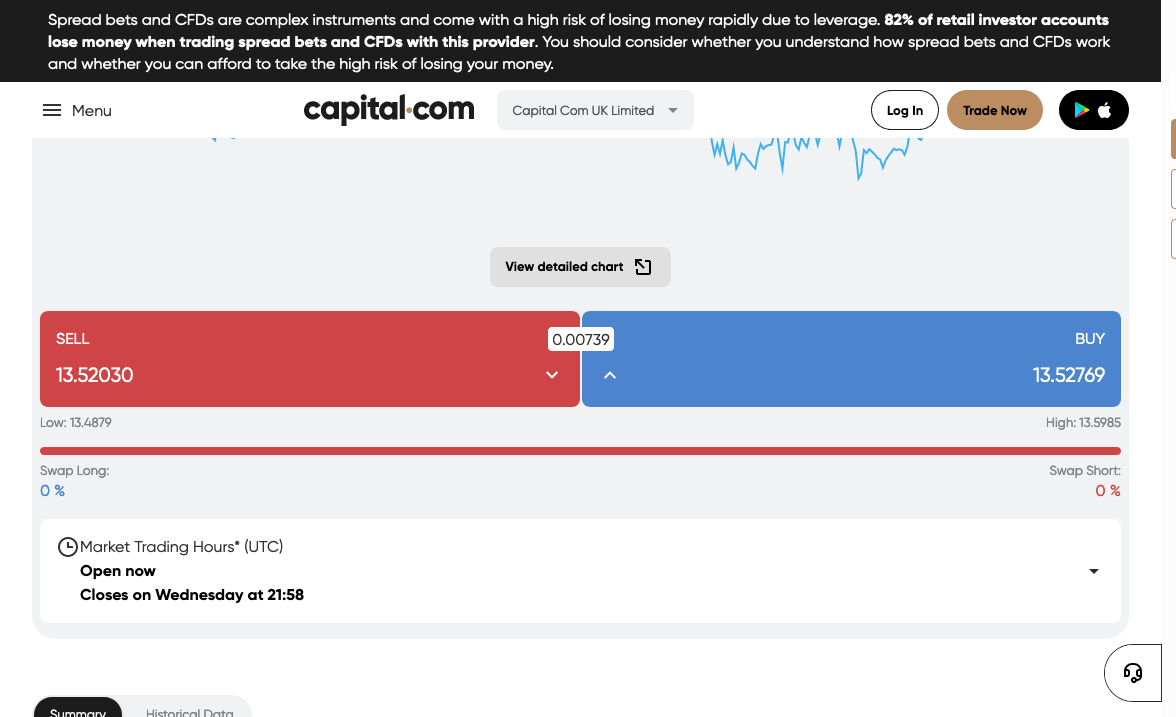 Spread bets and CFDs are complex instruments and come with a high risk of losing money rapidly due to leverage. 82% of retail investor accounts
lose money when trading spread bets and CFDs with this provider. You should consider whether you understand how spread bets and CFDs work
and whether you can afford to take the high risk of losing your money.
Menu
capital.com
Capital Com UK Limited
Log In
Trade Now
View detailed chart
SELL
0.00739
BUY
13.52030
13.52769
Low: 13.4879
High: 13.5985
Swap Long:
Swap Short:
0 %
0 %
Market Trading Hours* (UTC)
Open now
Closes on Wednesday at 21:58
Summary
Historical Data